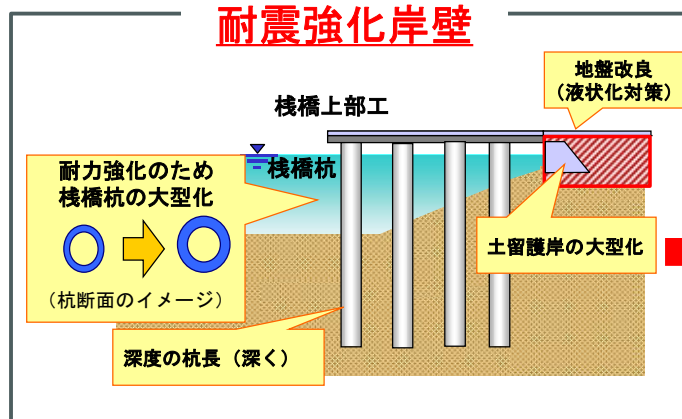 耐震強化岸壁
地盤改良
（液状化対策）
桟橋上部工
耐力強化のため
桟橋杭の大型化
桟橋杭
土留護岸の大型化
（杭断面のイメージ）
深度の杭長（深く）